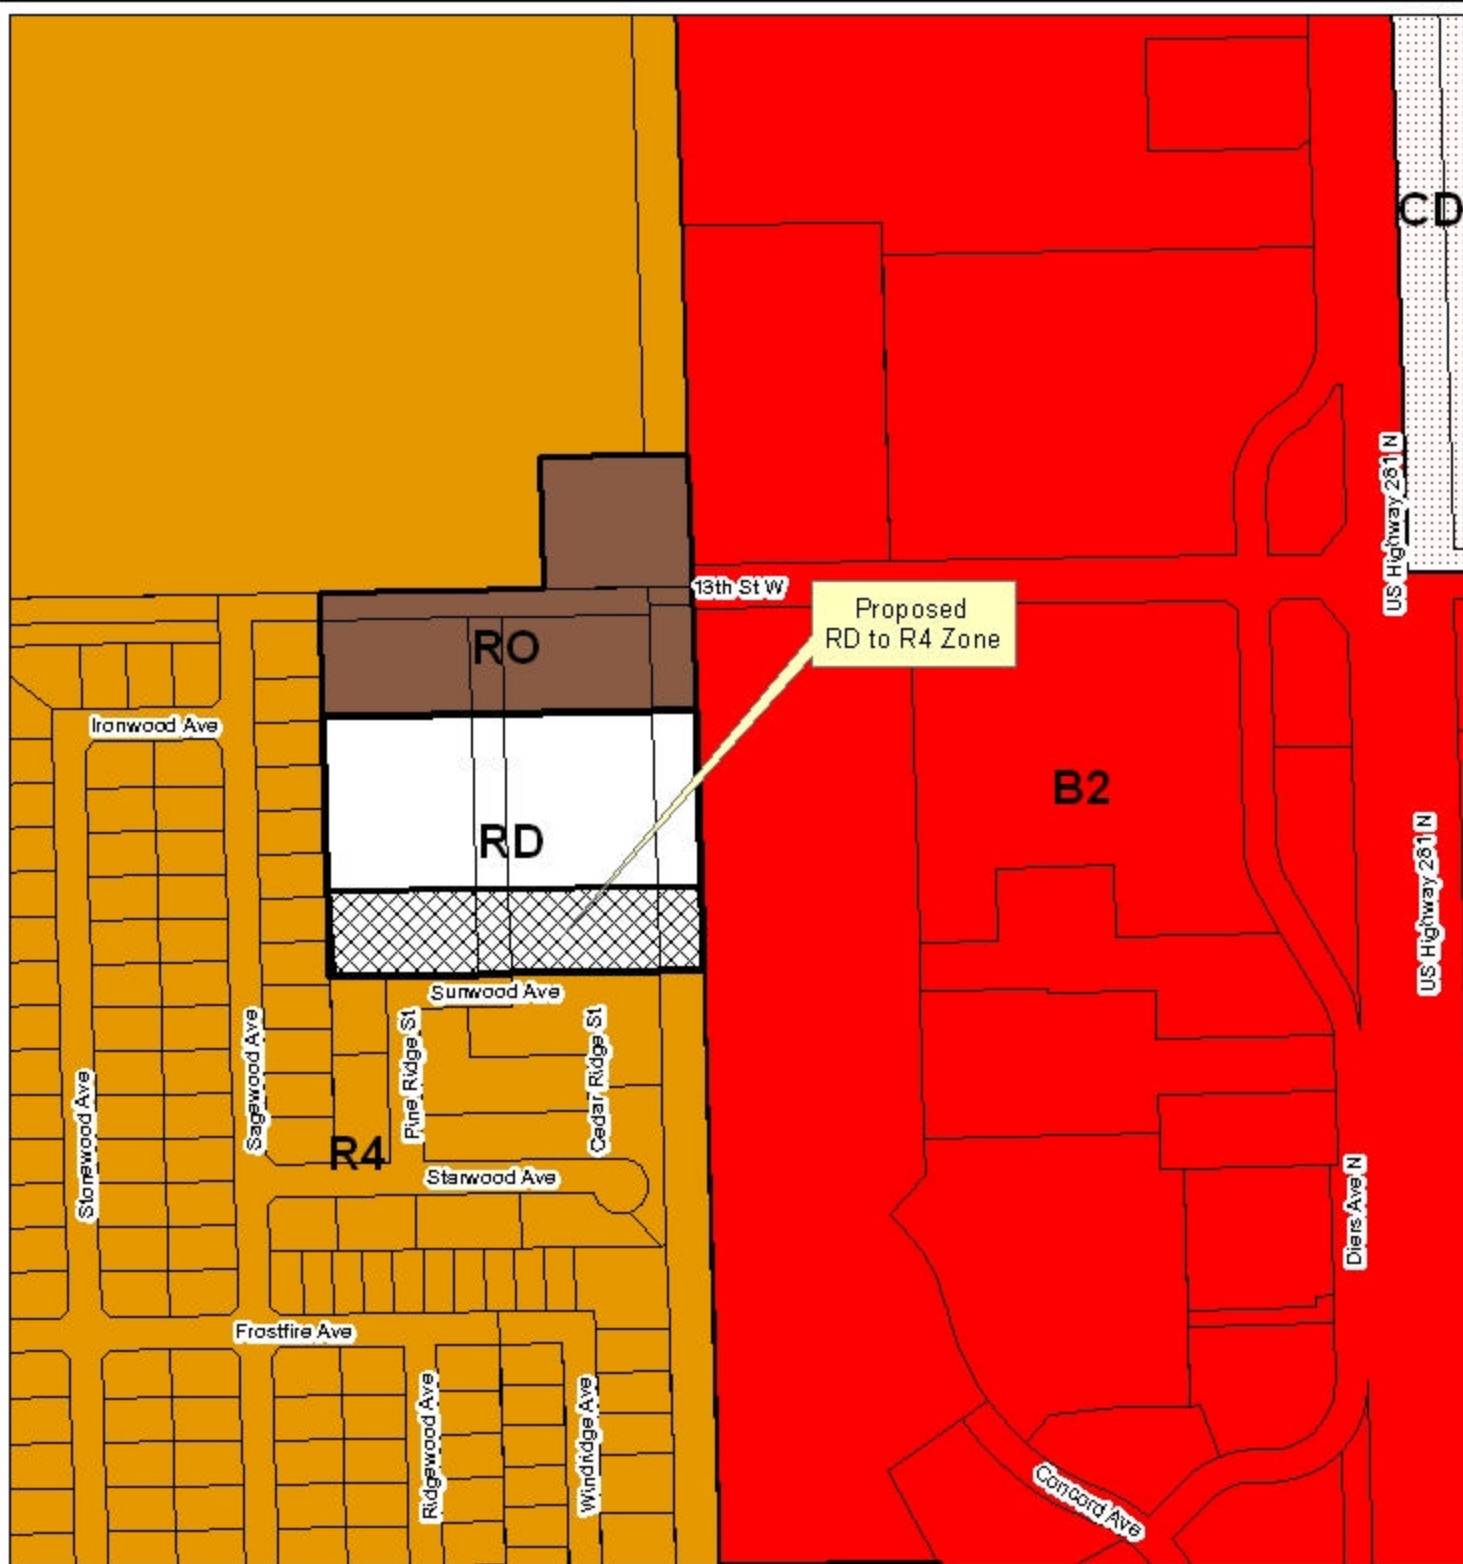 CD
US Highway 281 N
13th St W
Proposed
RD to R4 Zone
RO
Ironwood Ave
B2
RD
US Highway 281 N
Sunwood Ave
Sagewood Ave
Pine Ridge St
Cedar Ridge St
Stonewood Ave
R4
Starwood Ave
Diers Ave N
Frostfire Ave
Ridgewood Ave
Windridge Ave
Concord Ave